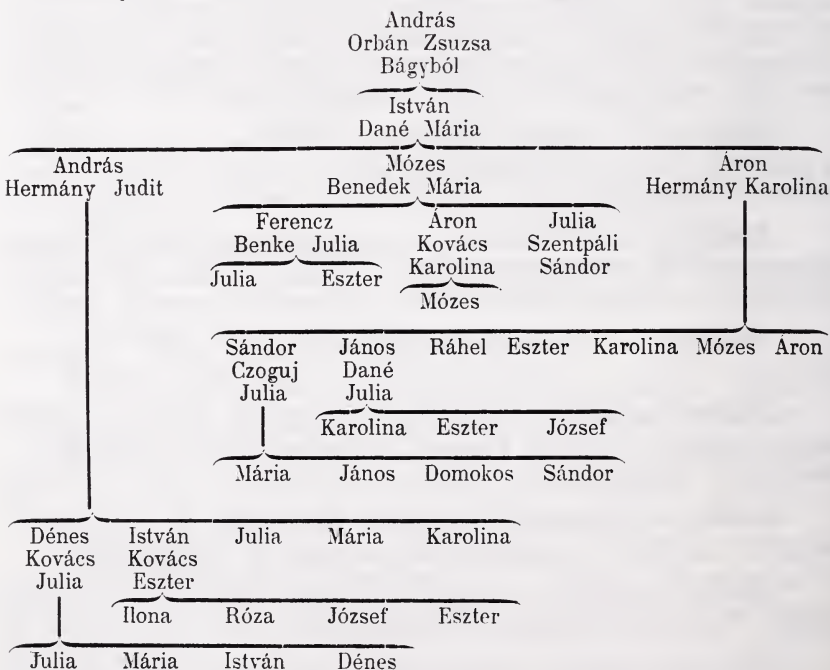 András
Orbán Zsuzsa
Bágyból
István
Dané Mária
András Mózes Áron
Hermány Judit Benedek Mária Hermány Karolina
Ferencz Áron Julia
Benke Julia Kovács Szentpáli
Julia Eszter Karolina Sándor
Mózes
Sándor János Ráhel Eszter Karolina Mózes Áron
Czoguj Dané
Julia Julia
Karolina Eszter József
Mária János Domokos Sándor
Dénes István Julia Mária Karolina
Kovács Kovács
Julia Eszter
Ilona Róza József Eszter
Julia Mária István Dénes